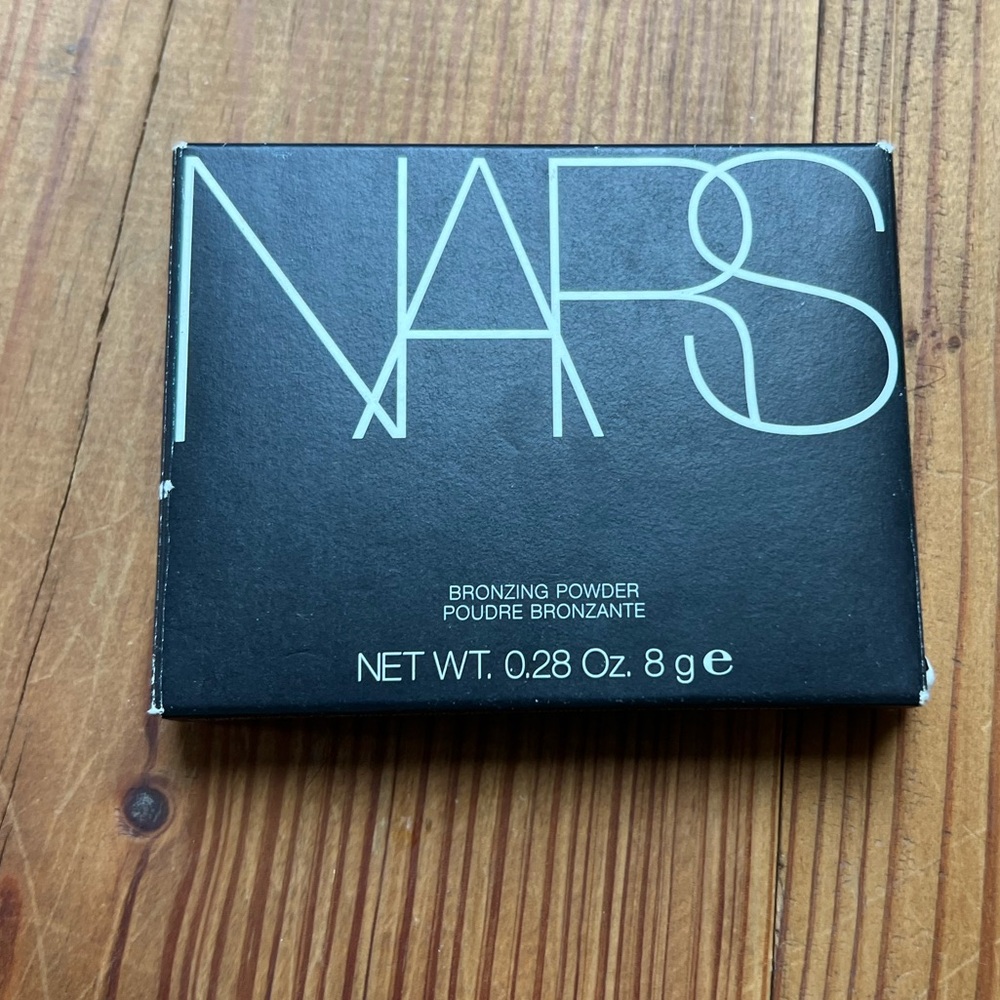 NARS
BRONZING POWDER
POUDRE BRONZANTE
NET WT. 0.28 Oz. 8 g e